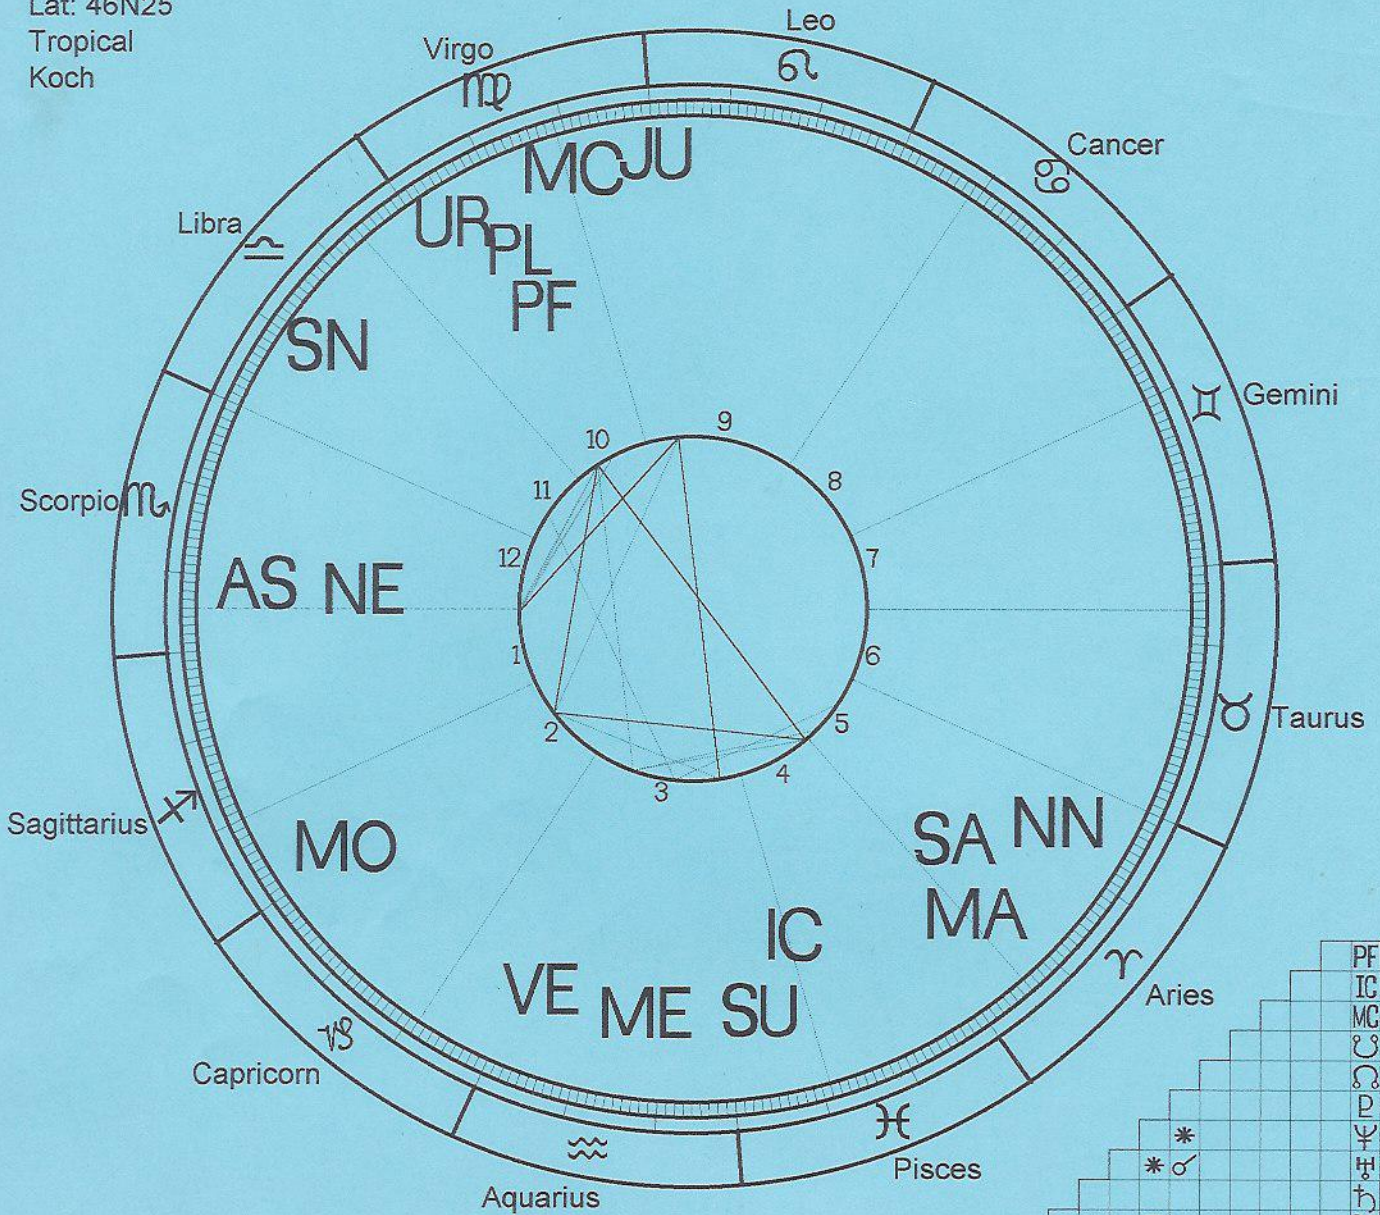 Lat: 46N25
Tropical
Koch
Leo
Virgo
Cancer
MC JU
Libra
UR PL
PF
SN
Gemini
9
10
11
8
Scorpio
12
7
AS NE
1
6
2
5
Taurus
3
4
Sagittarius
MO
SA NN
MA
IC
VE ME SU
Aries
Capricorn
Pisces
Aquarius
PF
IC
MC